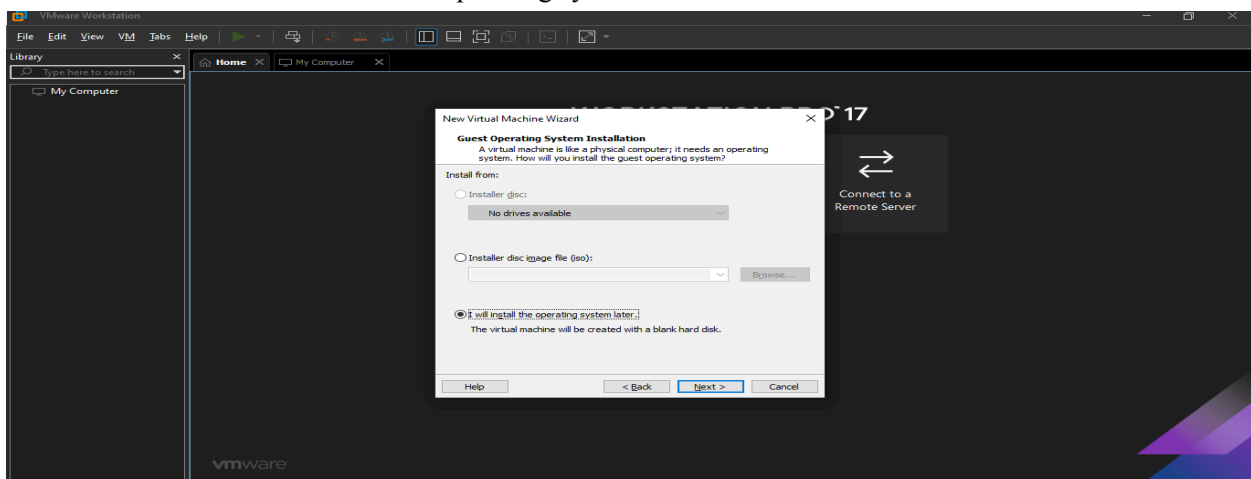 VMware Workstation
File Edit View VM Tabs Help
Library
Type here to search
Home
My Computer
My Computer
17
New Virtual Machine Wizard
Guest Operating System Installation
A virtual machine is like a physical computer; it needs an operating
system. How will you install the guest operating system?
Install from:
Installer disc:
No drives available
Installer disc image file (iso):
Browse...
I will install the operating system later.
The virtual machine will be created with a blank hard disk.
Help
< Back
Next >
Cancel
Connect to a
Remote Server
vmware